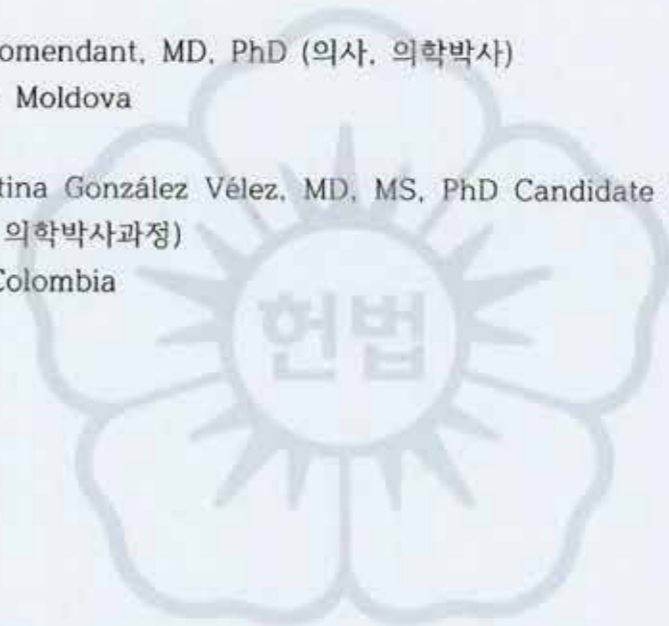 omendant, MD, PhD (의사, 의학박사)
Moldova
tina González Vélez, MD, MS, PhD Candidate
의학박사과정)
Colombia
헌법